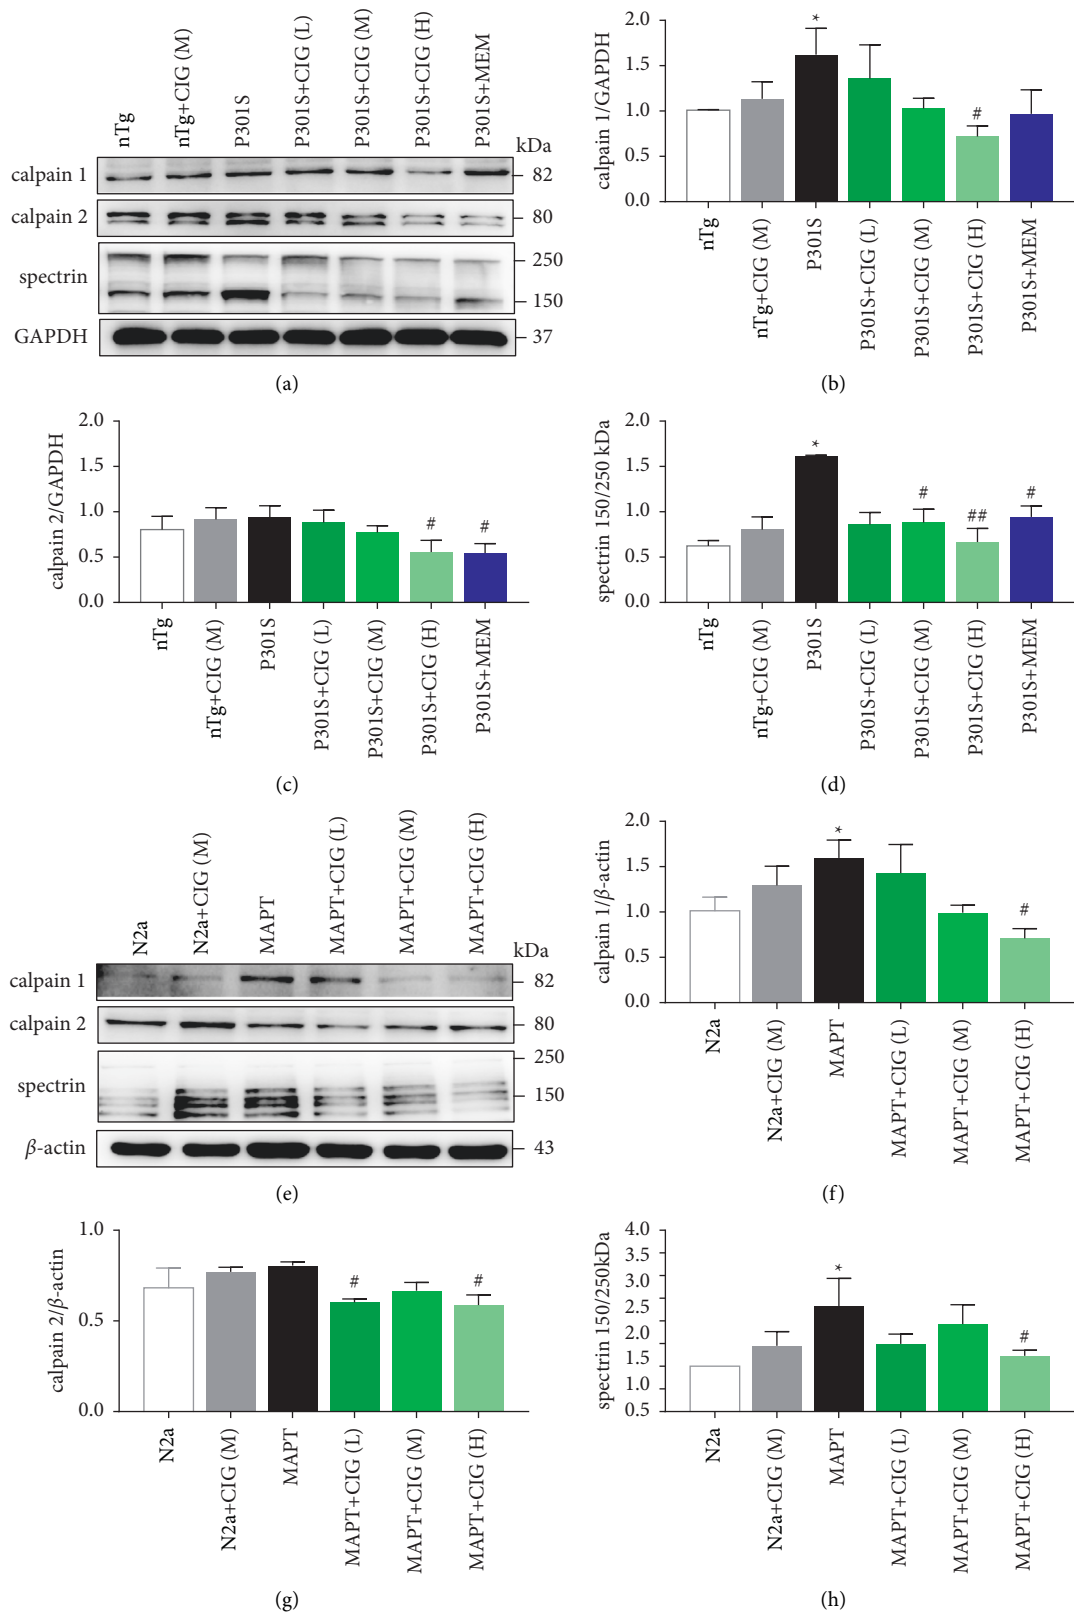 nTg
nTg+CIG (M)
P301S
P301S+CIG (L)
P301S+CIG (M)
P301S+CIG (H)
P301S+MEM
kDa
calpain 1
82
calpain 2
80
spectrin
250
150
GAPDH
37
(a)
calpain 1/GAPDH
2.0
1.5
1.0
0.5
0.0
*
#
nTg
nTg+CIG (M)
P301S
P301S+CIG (L)
P301S+CIG (M)
P301S+CIG (H)
P301S+MEM
(b)
calpain 2/GAPDH
2.0
1.5
1.0
0.5
0.0
#
#
nTg
nTg+CIG (M)
P301S
P301S+CIG (L)
P301S+CIG (M)
P301S+CIG (H)
P301S+MEM
(c)
spectrin 150/250 kDa
2.0
1.5
1.0
0.5
0.0
*
#
##
#
nTg
nTg+CIG (M)
P301S
P301S+CIG (L)
P301S+CIG (M)
P301S+CIG (H)
P301S+MEM
(d)
N2a
N2a+CIG (M)
MAPT
MAPT+CIG (L)
MAPT+CIG (M)
MAPT+CIG (H)
kDa
calpain 1
82
calpain 2
80
spectrin
250
150
β-actin
43
(e)
calpain 1/β-actin
2.0
1.5
1.0
0.5
0.0
*
#
N2a
N2a+CIG (M)
MAPT
MAPT+CIG (L)
MAPT+CIG (M)
MAPT+CIG (H)
(f)
calpain 2/β-actin
1.0
0.5
0.0
#
#
N2a
N2a+CIG (M)
MAPT
MAPT+CIG (L)
MAPT+CIG (M)
MAPT+CIG (H)
(g)
spectrin 150/250kDa
4.0
2.5
3.0
2.5
2.0
1.5
1.0
0.5
*
#
N2a
N2a+CIG (M)
MAPT
MAPT+CIG (L)
MAPT+CIG (M)
MAPT+CIG (H)
(h)